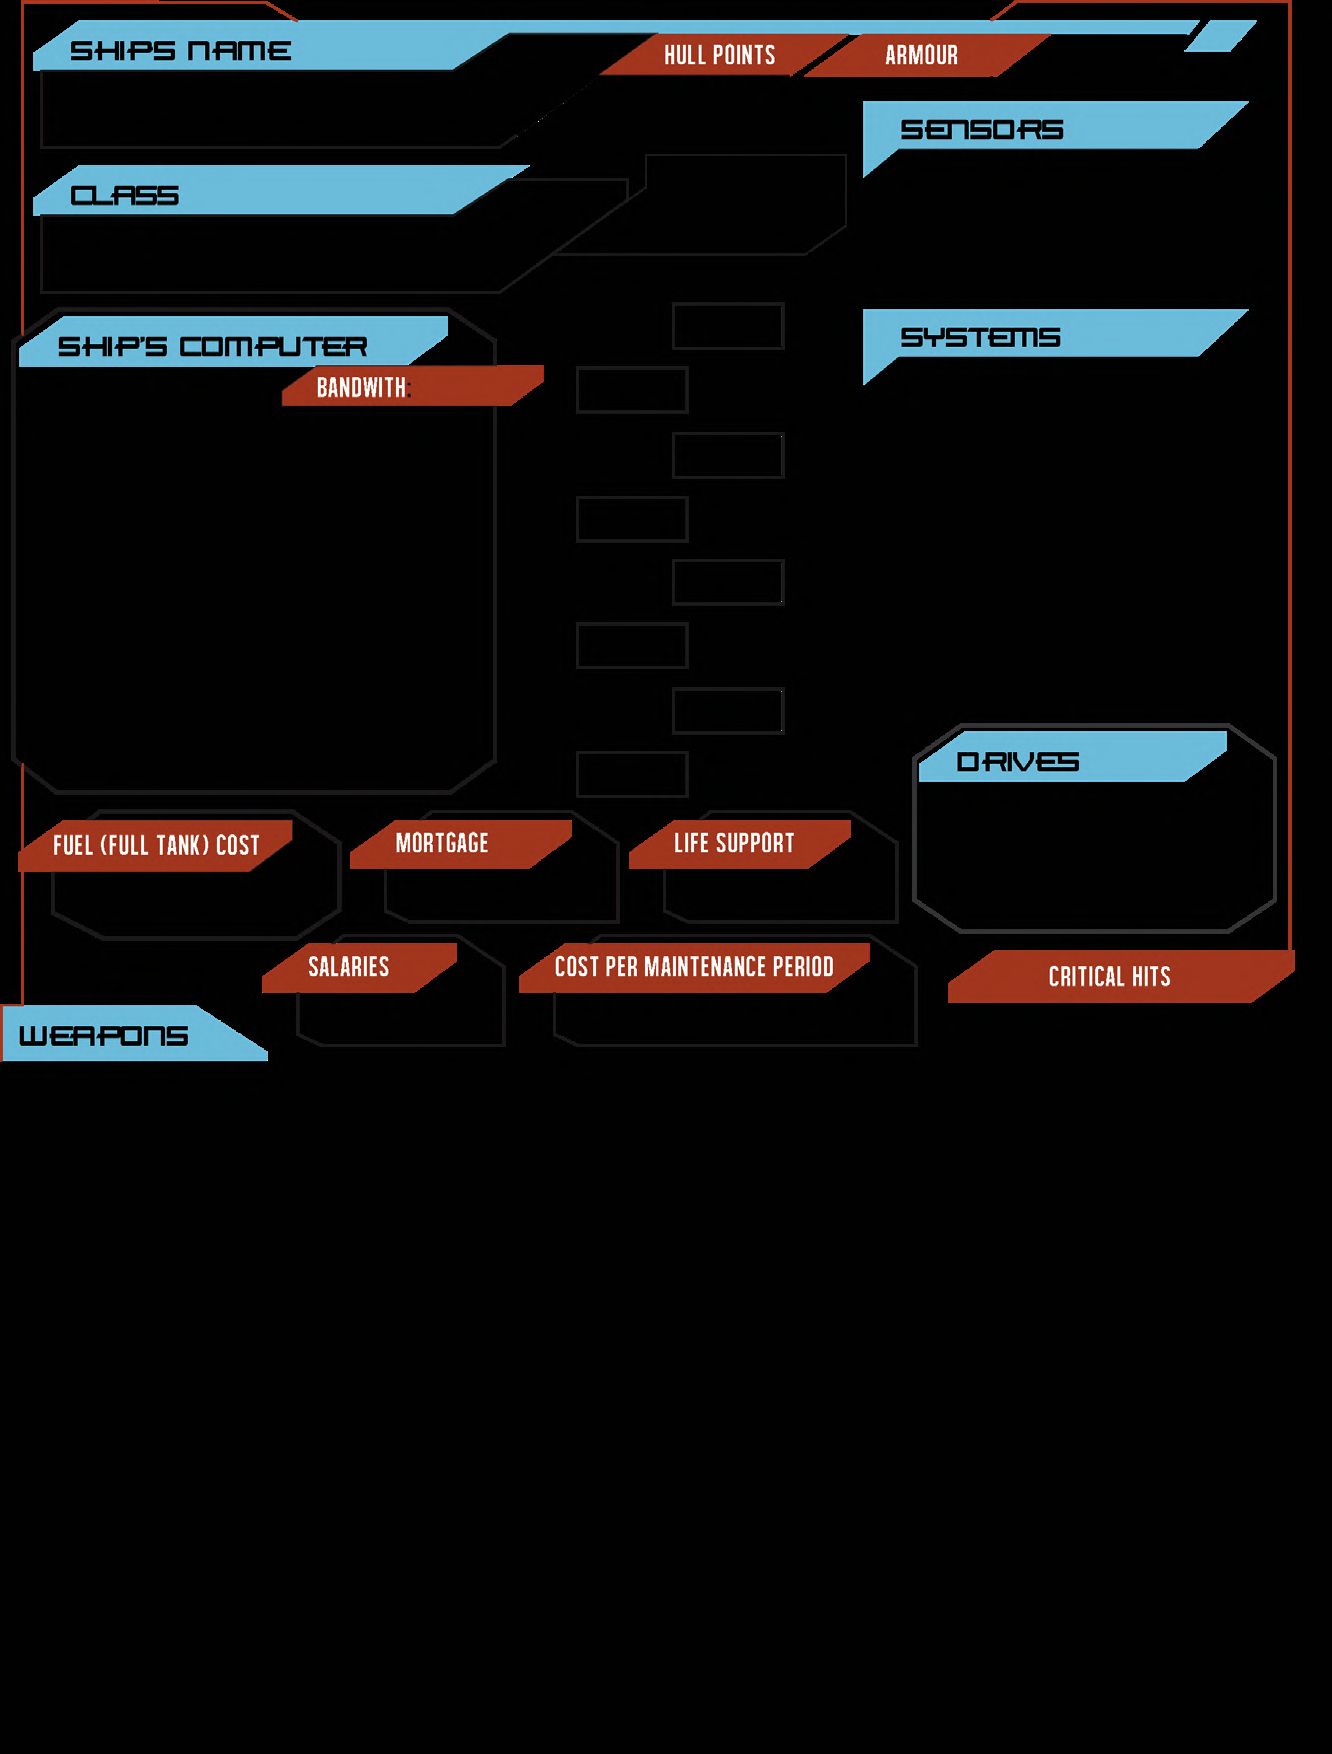 SHIPS NAME
HULL POINTS
ARMOUR
SENSORS
CLASS
SHIP'S COMPUTER
SYSTEMS
BANDWITH:
DRIVES
FUEL (FULL TANK) COST
MORTGAGE
LIFE SUPPORT
SALARIES
COST PER MAINTENANCE PERIOD
CRITICAL HITS
WEAPONS